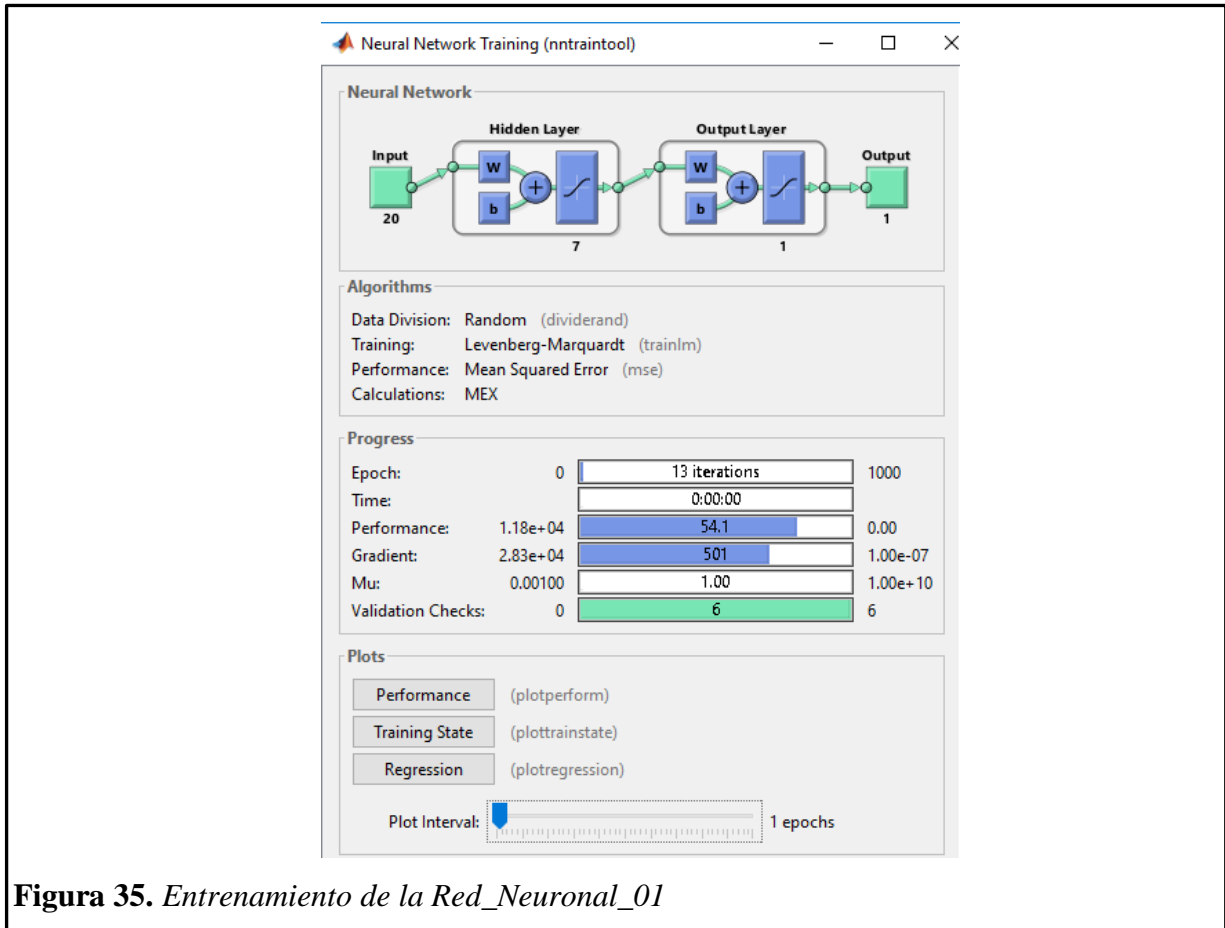 Neural Network Training (nntraintool)
Neural Network
Hidden Layer
Output Layer
Input
W
b
W
b
Output
20
7
1
1
Algorithms
Data Division: Random (dividerand)
Training: Levenberg-Marquardt (trainlm)
Performance: Mean Squared Error (mse)
Calculations: MEX
Progress
Epoch: 0 13 iterations 1000
Time: 0:00:00
Performance: 1.18e+04 54.1 0.00
Gradient: 2.83e+04 501 1.00e-07
Mu: 0.00100 1.00 1.00e+10
Validation Checks: 0 6 6
Plots
Performance (plotperform)
Training State (plottrainstate)
Regression (plotregression)
Plot Interval: 1 epochs
Figura 35. Entrenamiento de la Red_Neuronal_01